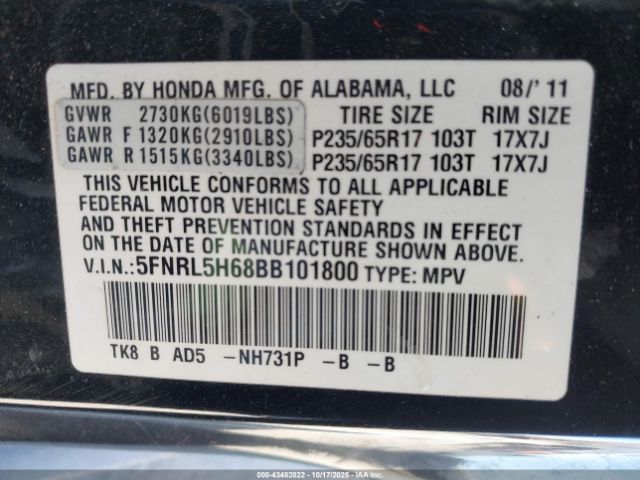 MFD. BY HONDA MFG. OF ALABAMA, LLC 08/' 11
GVWR 2730KG(6019LBS) TIRE SIZE RIM SIZE
GAWR F 1320KG(2910LBS) P235/65R17 103T 17X7J
GAWR R 1515KG(3340LBS) P235/65R17 103T 17X7J
THIS VEHICLE CONFORMS TO ALL APPLICABLE
FEDERAL MOTOR VEHICLE SAFETY
AND THEFT PREVENTION STANDARDS IN EFFECT
ON THE DATE OF MANUFACTURE SHOWN ABOVE.
V.I.N.:5FNRL5H68BB101800 TYPE: MPV
TK8 B AD5 -NH731P -B -B
000-43482822 - 10/17/2025 - IAAI